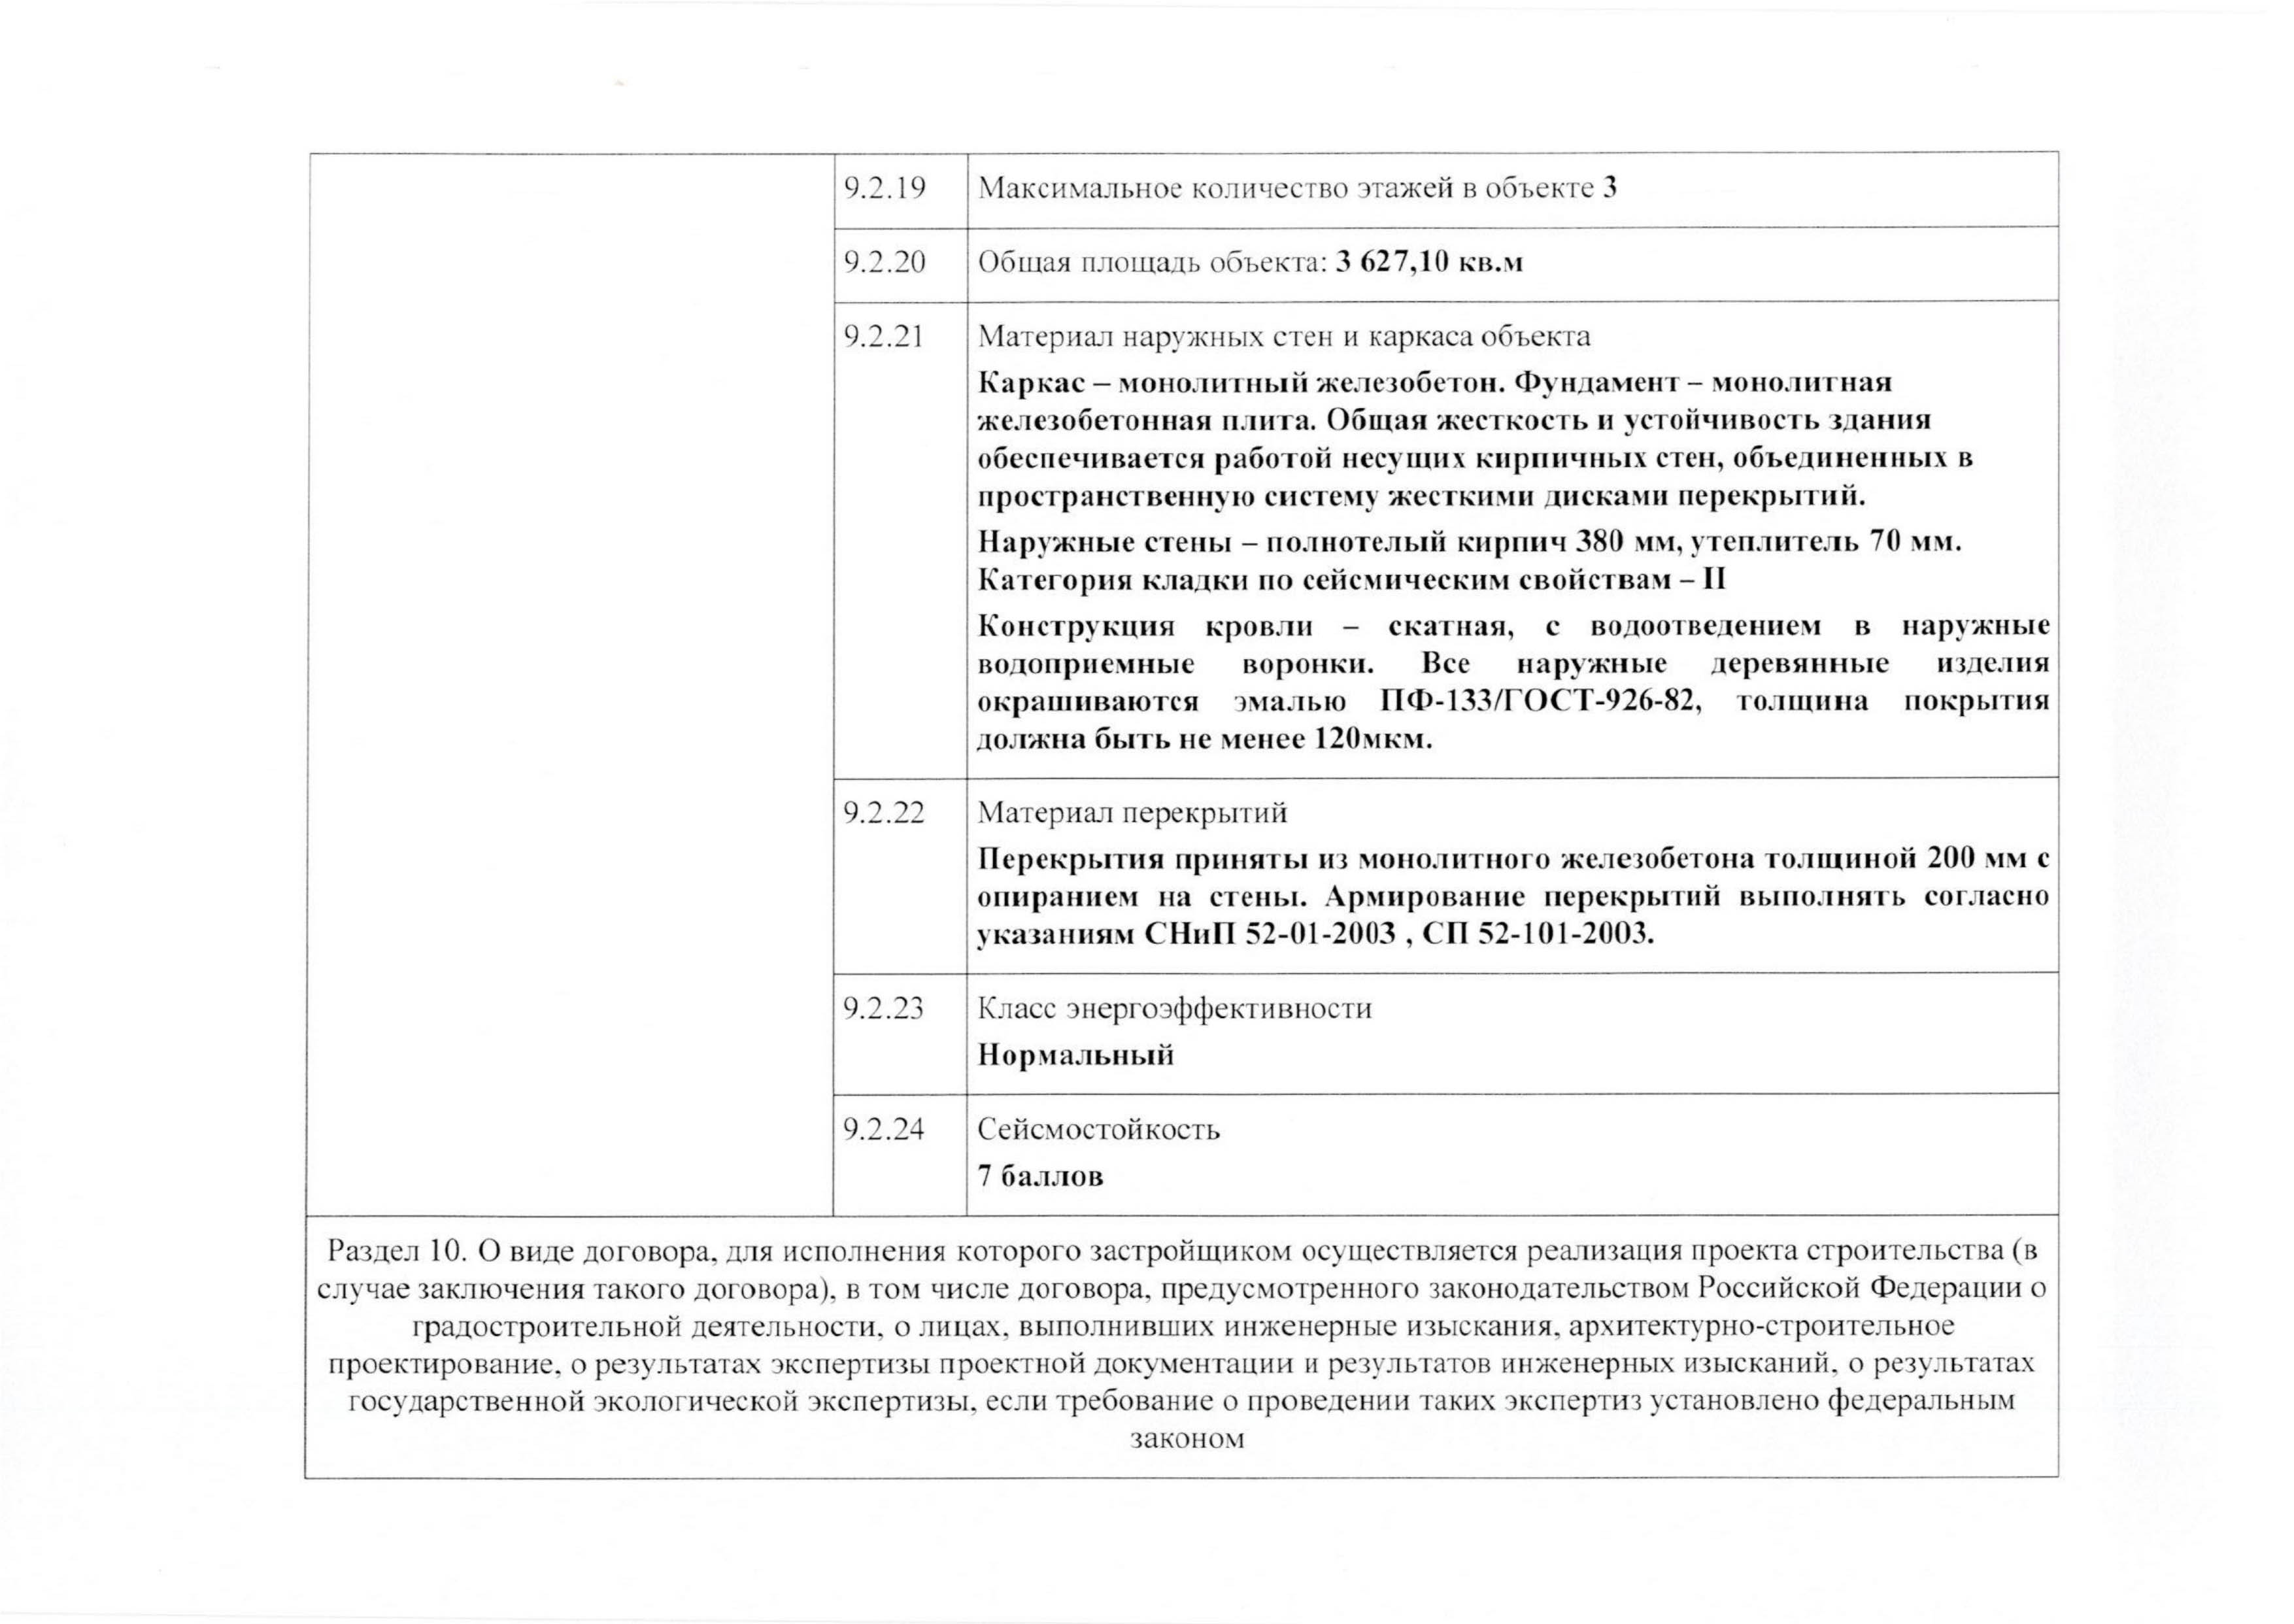 9.2.19 Максимальное количество этажей в объекте 3
9.2.20 Общая площадь объекта: 3 627,10 кв.м
9.2.21 Материал наружных стен и каркаса объекта
Каркас – монолитный железобетон. Фундамент – монолитная
железобетонная плита. Общая жесткость и устойчивость здания
обеспечивается работой несущих кирпичных стен, объединенных в
пространственную систему жесткими дисками перекрытий.
Наружные стены – полнотелый кирпич 380 мм, утеплитель 70 мм.
Категория кладки по сейсмическим свойствам – II
Конструкция кровли – скатная, с водоотведением в наружные
водоприемные воронки. Все наружные деревянные изделия
окрашиваются эмалью ПФ-133/ГОСТ-926-82, толщина покрытия
должна быть не менее 120мкм.
9.2.22 Материал перекрытий
Перекрытия приняты из монолитного железобетона толщиной 200 мм с
опиранием на стены. Армирование перекрытий выполнять согласно
указаниям СНиП 52-01-2003 , СП 52-101-2003.
9.2.23 Класс энергоэффективности
Нормальный
9.2.24 Сейсмостойкость
7 баллов
Раздел 10. О виде договора, для исполнения которого застройщиком осуществляется реализация проекта строительства (в
случае заключения такого договора), в том числе договора, предусмотренного законодательством Российской Федерации о
градостроительной деятельности, о лицах, выполнивших инженерные изыскания, архитектурно-строительное
проектирование, о результатах экспертизы проектной документации и результатов инженерных изысканий, о результатах
государственной экологической экспертизы, если требование о проведении таких экспертиз установлено федеральным
законом